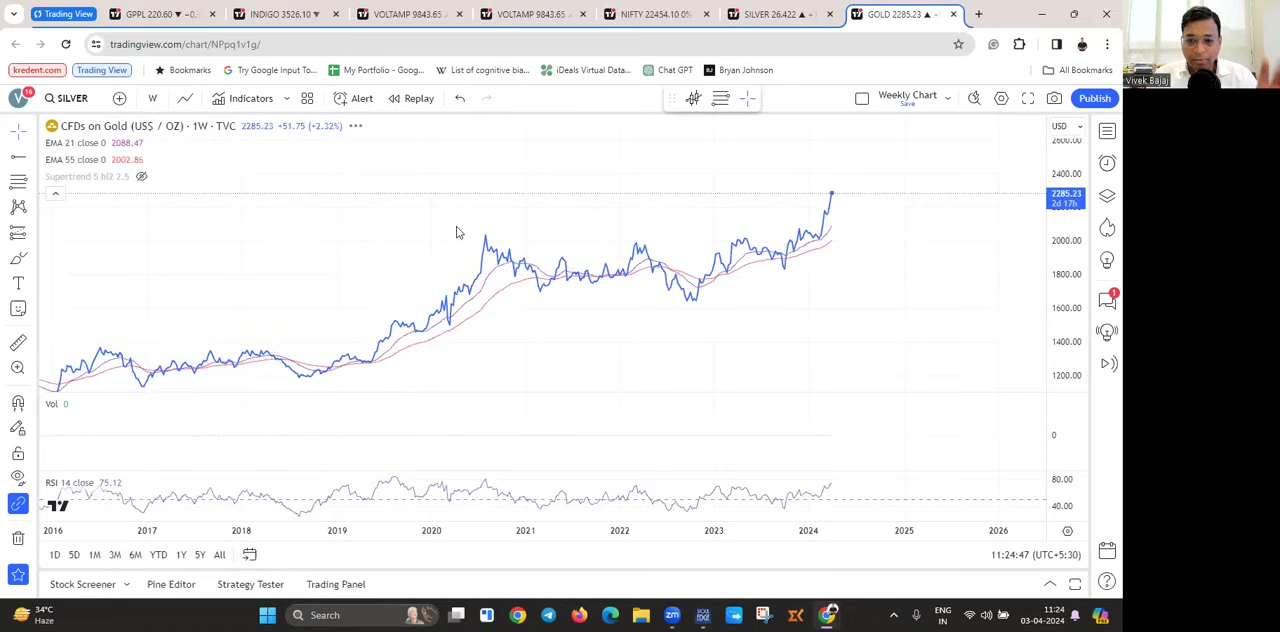 Trading View
GPPL 220.60 ▼ −0.
INDIGO 3526.10 ▼
VOLTAMP 9843.65
VOLTAMP 9843.65
NIFTY 22454.10 0%
SILVER 26.422 ▲
GOLD 2285.23 ▲
tradingview.com/chart/NPpq1v1g/
kredent.com
Trading View
Bookmarks
Try Google Input To...
My Portfolio - Goog...
List of cognitive bia...
iDeals Virtual Data...
Chat GPT
Bryan Johnson
All Bookmarks
Vivek Bajaj
V
16
SILVER
W
Indicators
Alert
Replay
Weekly Chart
Save
Publish
CFDs on Gold (US$ / OZ) · 1W · TVC 2285.23 +51.75 (+2.32%)
EMA 21 close 0 2088.47
EMA 55 close 0 2002.86
Supertrend 5 hl2 2.5
USD
2600.00
2400.00
2285.23
2d 17h
2000.00
1800.00
1600.00
1400.00
1200.00
Vol 0
0
RSI 14 close 75.12
80.00
40.00
1
2016 2017 2018 2019 2020 2021 2022 2023 2024 2025 2026
1D 5D 1M 3M 6M YTD 1Y 5Y All
11:24:47 (UTC+5:30)
Stock Screener Pine Editor Strategy Tester Trading Panel
34°C
Haze
Search
ENG
IN
11:24
03-04-2024